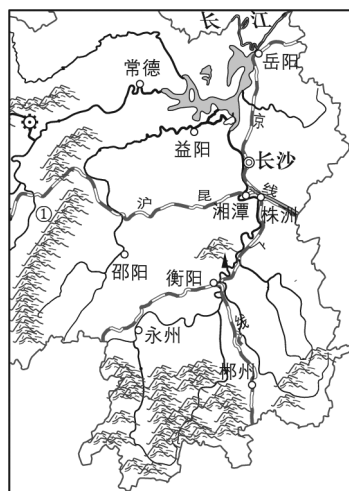 长 江
岳阳
常德
京
益阳
长沙
沪 昆 线
湘潭
株洲
①
邵阳
衡阳
永州
线
郴州